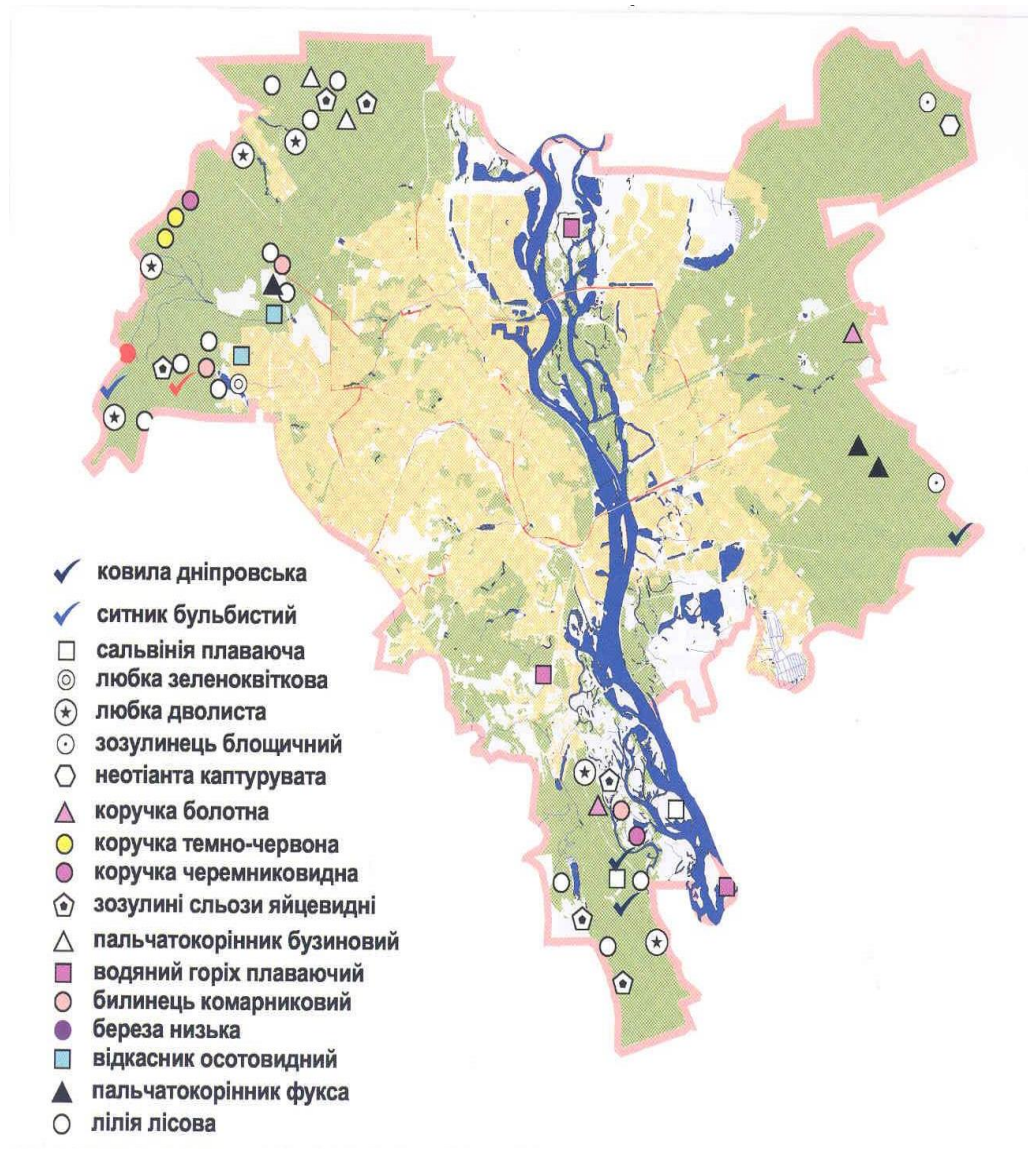 ковила дніпровська
ситник бульбистий
сальвінія плаваюча
любка зеленоквіткова
любка дволиста
зозулинець блощичний
неотіанта каптурувата
коручка болотна
коручка темно-червона
коручка черемниковидна
зозулині сльози яйцевидні
пальчатокорінник бузиновий
водяний горіх плаваючий
билинець комарниковий
береза низька
відкасник осотовидний
пальчатокорінник фукса
лілія лісова